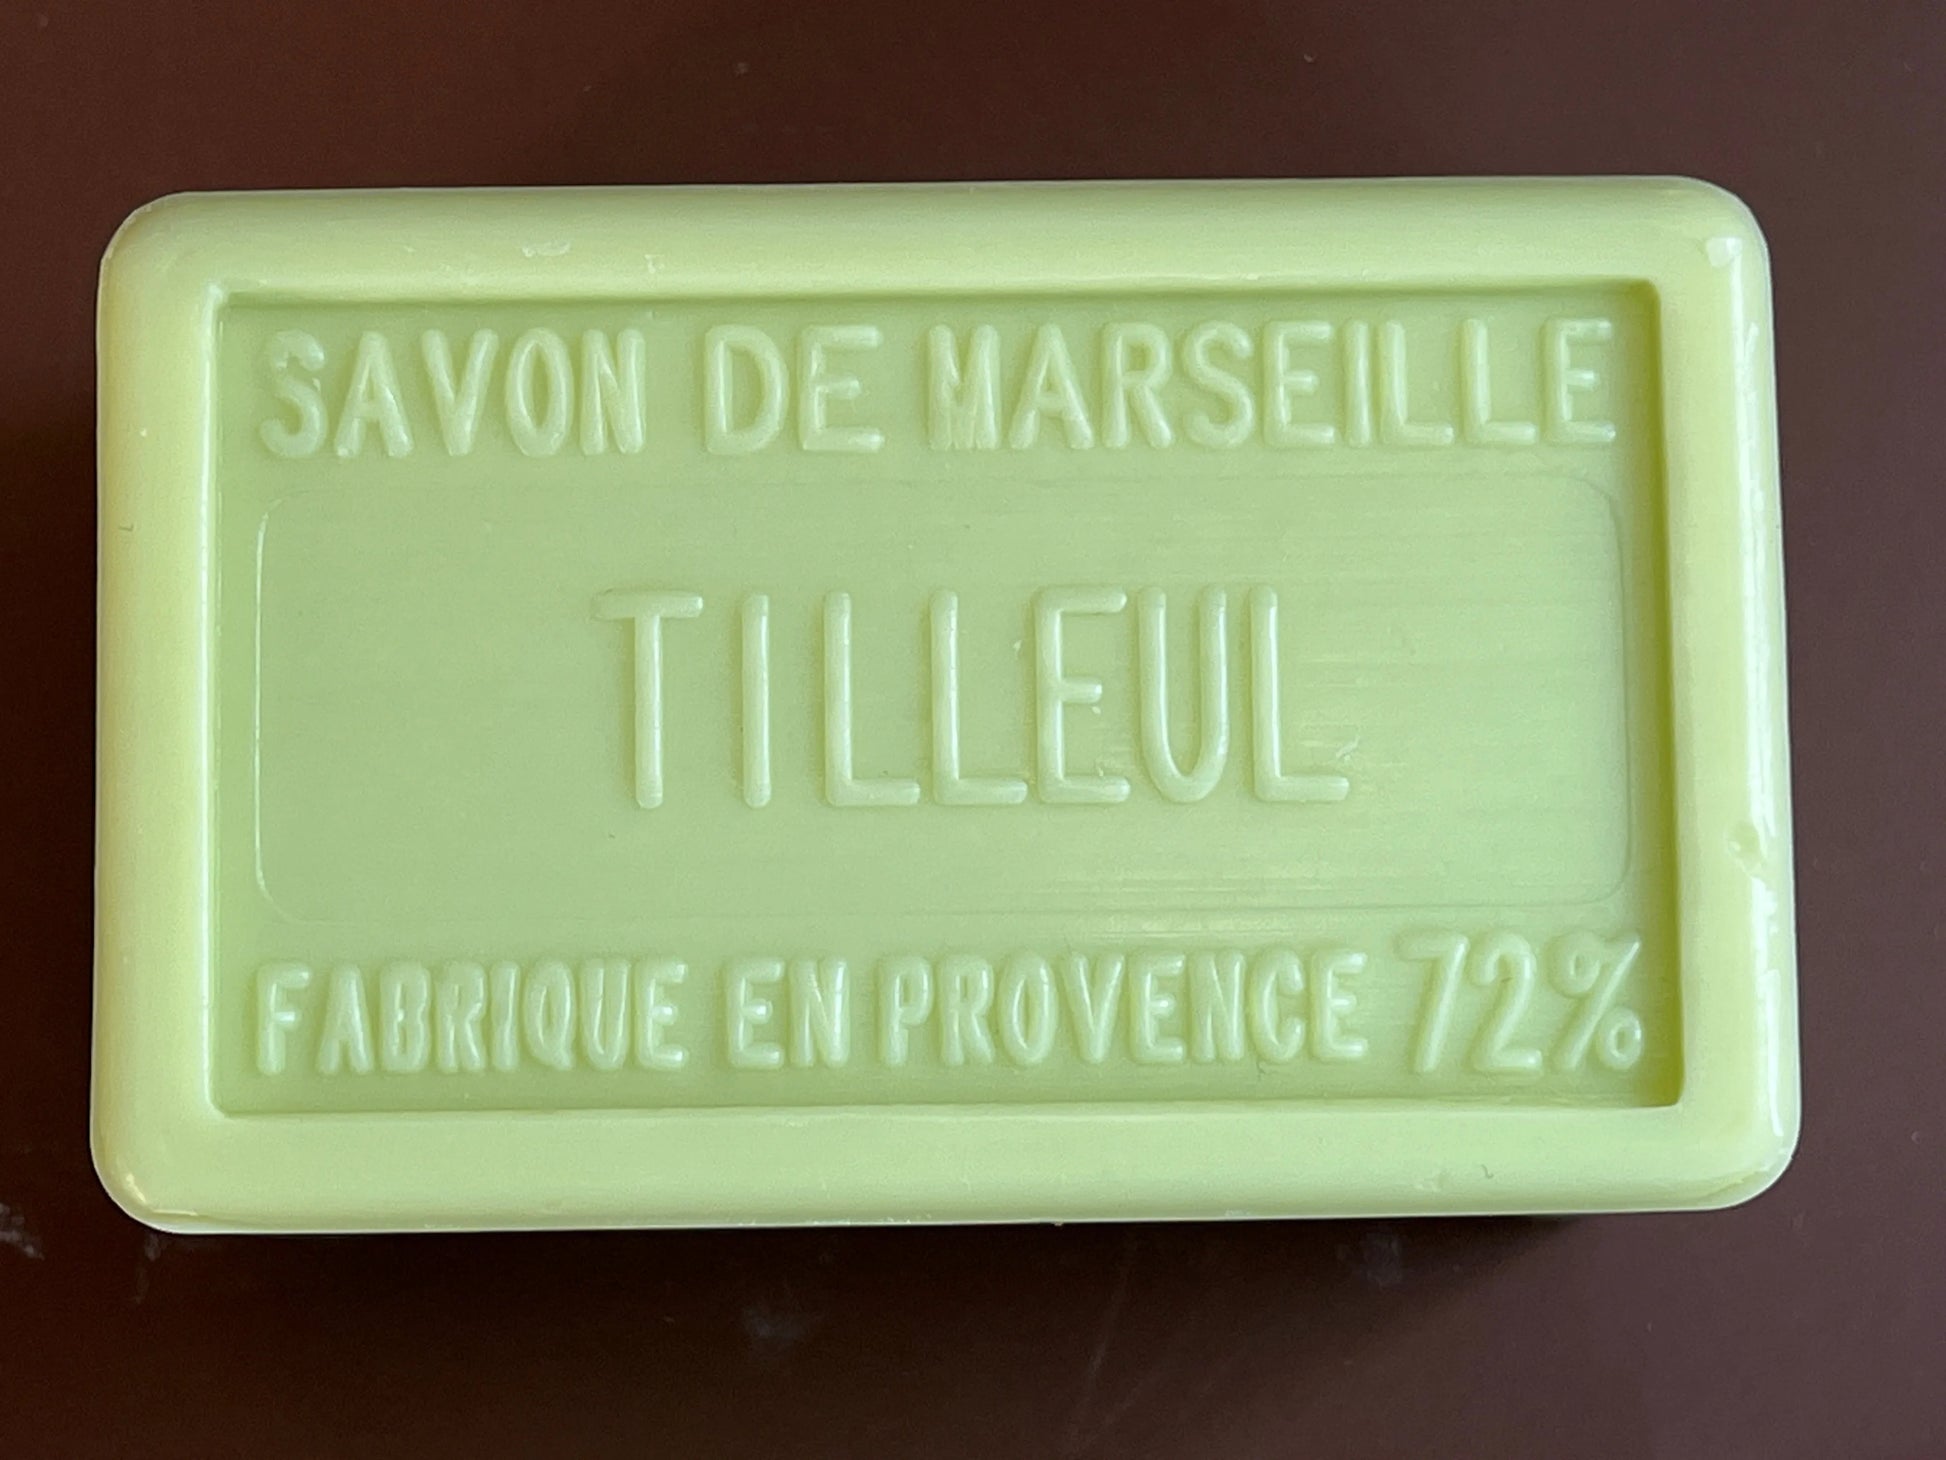 SAVON DE MARSEILLE
TILLEUL
FABRIQUE EN PROVENCE 72%